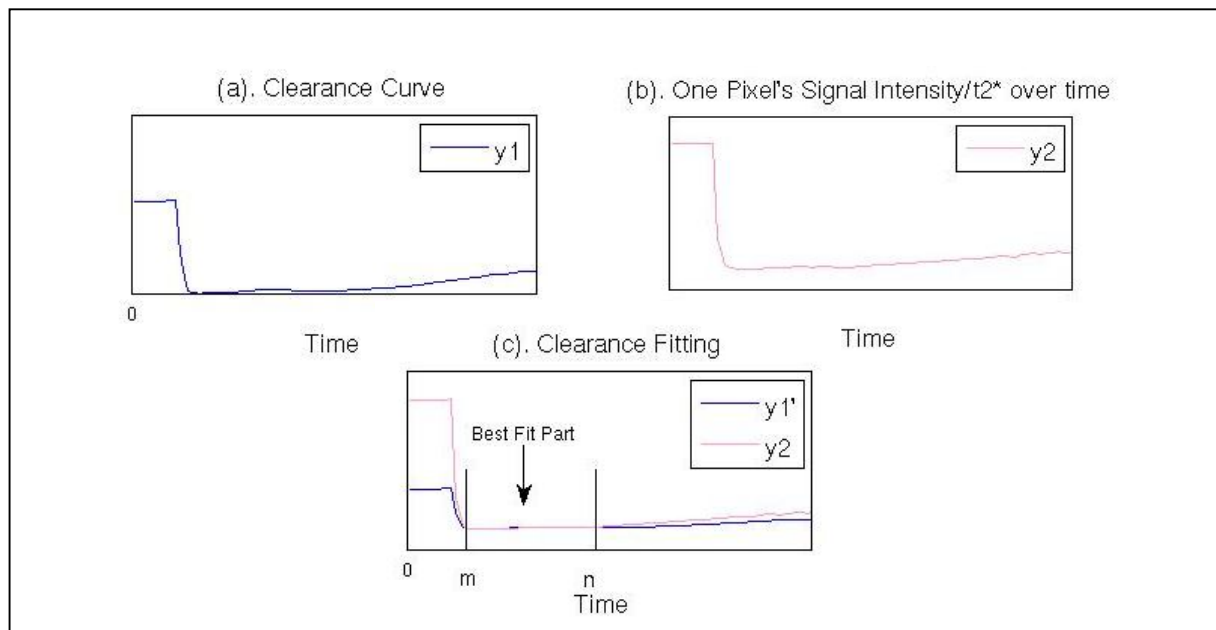 (a). Clearance Curve
y1
0
Time
(b). One Pixel's Signal Intensity/t2* over time
y2
Time
(c). Clearance Fitting
y1'
y2
Best Fit Part
0
m
n
Time